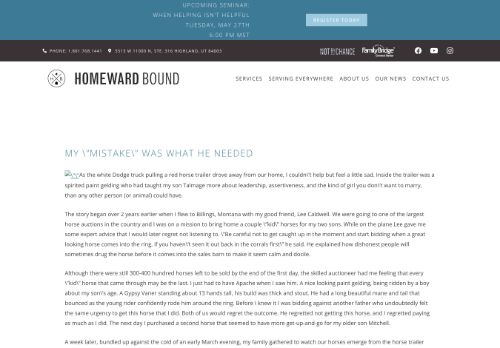 UPCOMING SEMINAR:
WHEN HELPING ISN'T HELPFUL
TUESDAY, MAY 27TH
6:00 PM MST
REGISTER TODAY
PHONE: 1.801.768.1441
5513 W 11000 N, STE. 316 HIGHLAND, UT 84003
NOT BY CHANCE
FamilyBridge
HOMEWARD BOUND
SERVICES SERVING EVERYWHERE ABOUT US OUR NEWS CONTACT US
MY \"MISTAKE\" WAS WHAT HE NEEDED
As the white Dodge truck pulling a red horse trailer drove away from our home, I couldn't help but feel a little sad. Inside the trailer was a
spirited paint gelding who had taught my son Talmage more about leadership, assertiveness, and the kind of grit you don't want to marry,
than any other person (or animal) could have.
The story began over 2 years earlier when I flew to Billings, Montana with my good friend, Lee Caldwell. We were going to one of the largest
horse auctions in the country and I was on a mission to bring home a couple \"kid\" horses for my two sons. While on the plane Lee gave me
some expert advice that I would later regret not listening to. \"Be careful not to get caught up in the moment and start bidding when a great
looking horse comes into the ring, if you haven\'t seen it out back in the corrals first\" he said. He explained how dishonest people will
sometimes drug the horse before it comes into the sales barn to make it seem calm and docile.
Although there were still 300-400 hundred horses left to be sold by the end of the first day, the skilled auctioneer had me feeling that every
\"kid\" horse that came through may be the last. I just had to have Apache when I saw him. A nice looking paint gelding, being ridden by a boy
about my son's age. A Gypsy Vaner standing about 13 hands tall, his build was thick and stout. He had a long beautiful mane and tail that
bounced as the young rider confidently rode him around the ring. Before I knew it I was bidding against another father who undoubtedly felt
the same urgency to get this horse that I did. Both of us would regret the outcome. He regretted not getting this horse, and I regretted paying
as much as I did. The next day I purchased a second horse that seemed to have more get-up-and-go for my older son Mitchell.
A week later, bundled up against the cold of an early March evening, my family gathered to watch our horses emerge from the horse trailer